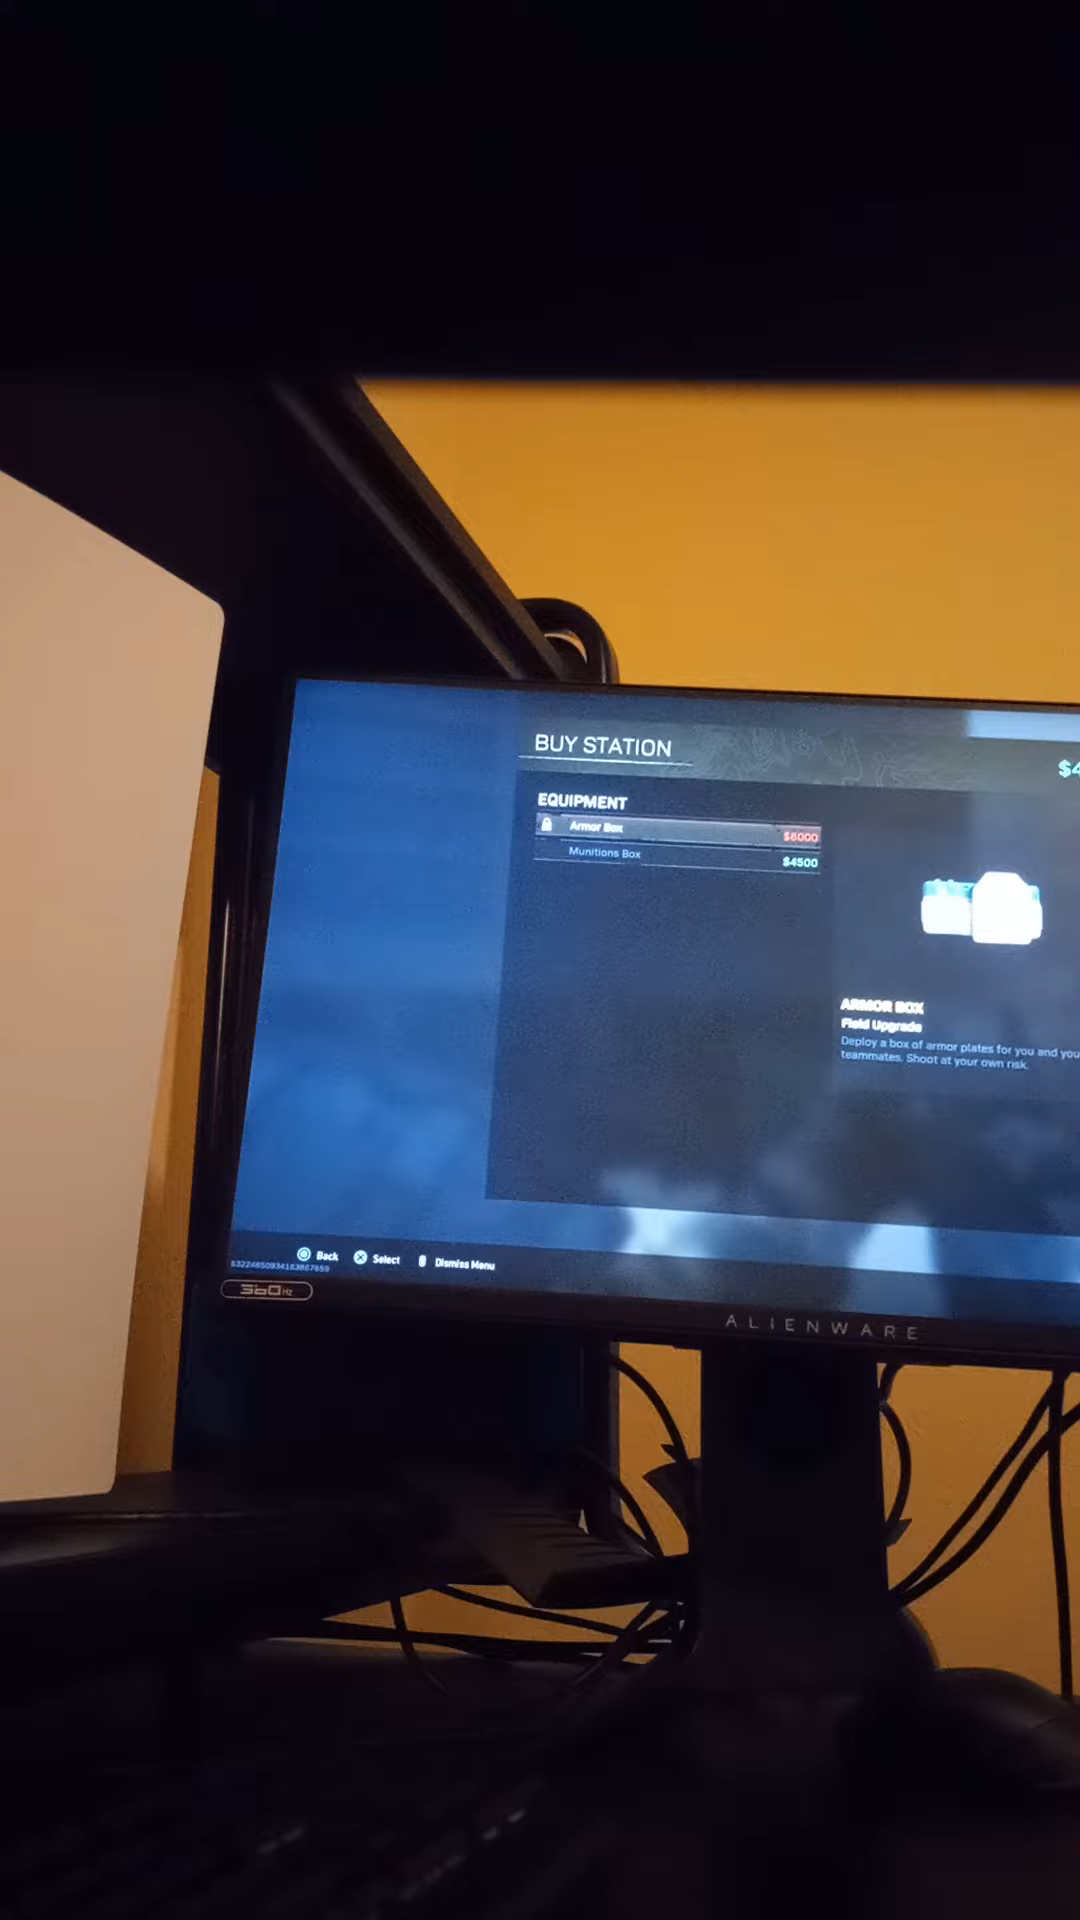 BUY STATION
$4
EQUIPMENT
Armor Box $6000
Munitions Box $4500
ARMOR BOX
Field Upgrade
Deploy a box of armor plates for you and you
teammates. Shoot at your own risk.
Back Select Dismiss Menu
360Hz
ALIENWARE